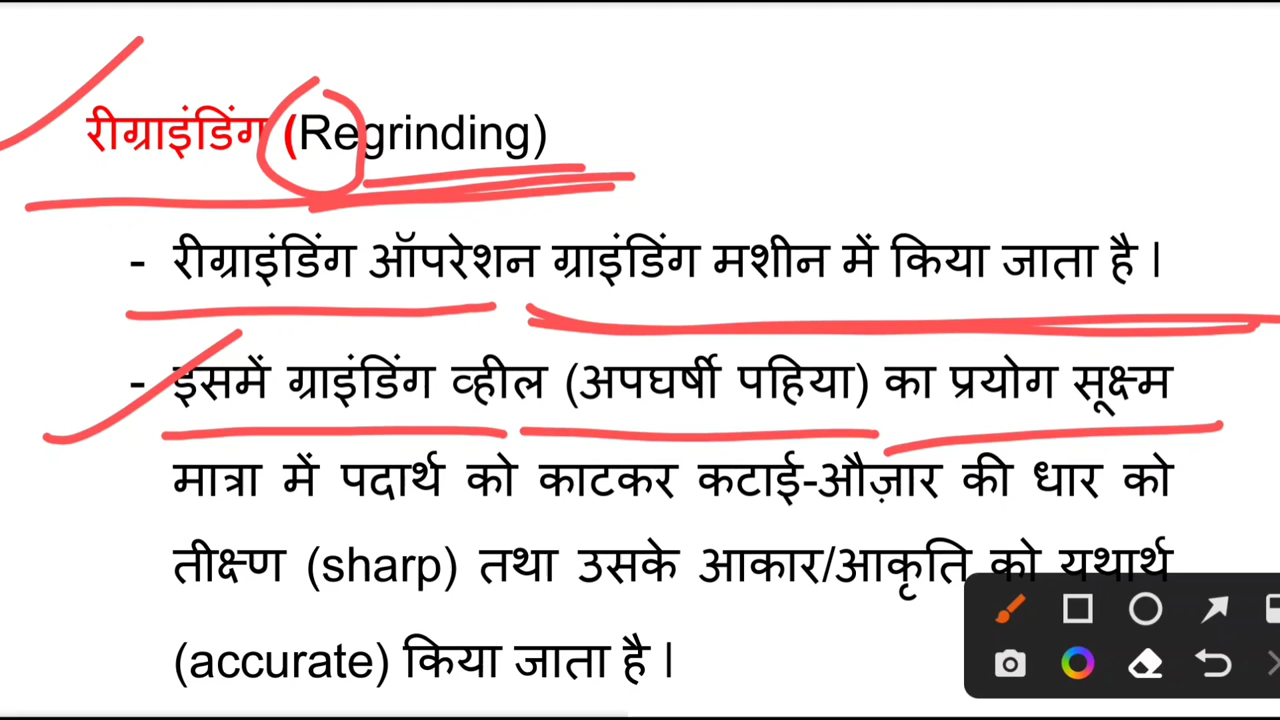 रीग्राइंडिंग (Regrinding)
- रीग्राइंडिंग ऑपरेशन ग्राइंडिंग मशीन में किया जाता है |
- इसमें ग्राइंडिंग व्हील (अपघर्षी पहिया) का प्रयोग सूक्ष्म
मात्रा में पदार्थ को काटकर कटाई-औज़ार की धार को
तीक्ष्ण (sharp) तथा उसके आकार/आकृति को यथार्थ
(accurate) किया जाता है |